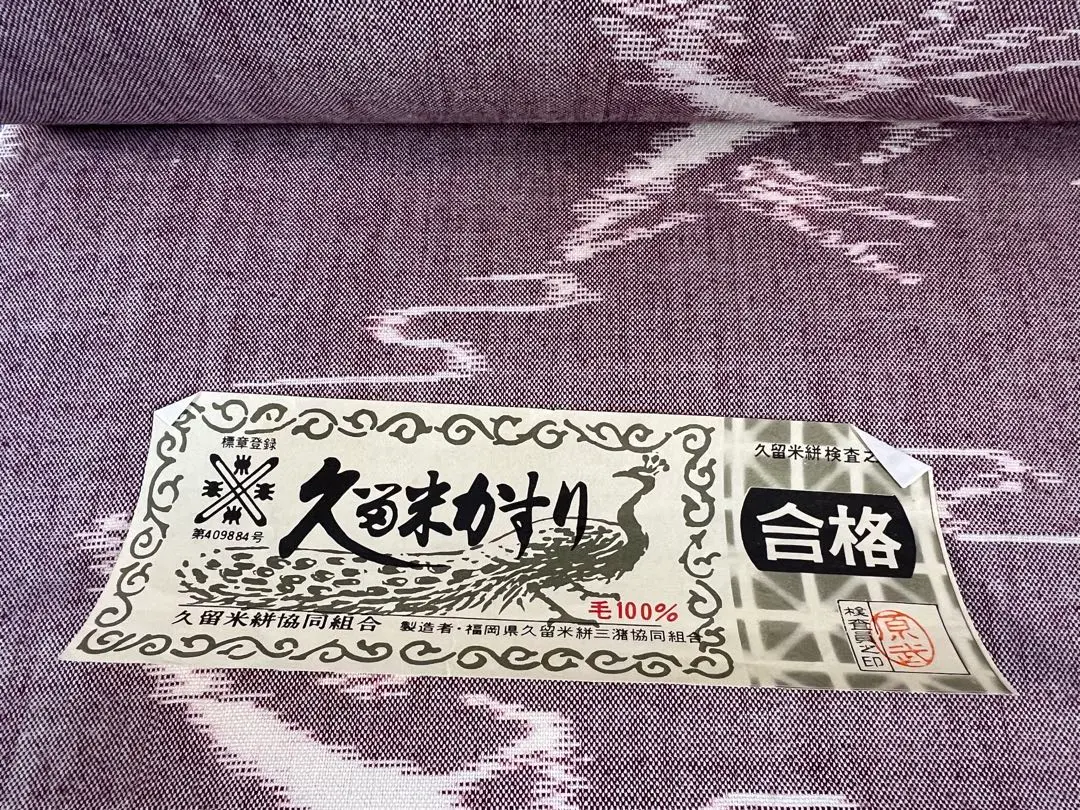 標章登録
第409884号
久留米かすり
毛100%
久留米絣協同組合
製造者・福岡県久留米絣三潴協同組合
久留米絣検査之
合格
検査員之印
原武